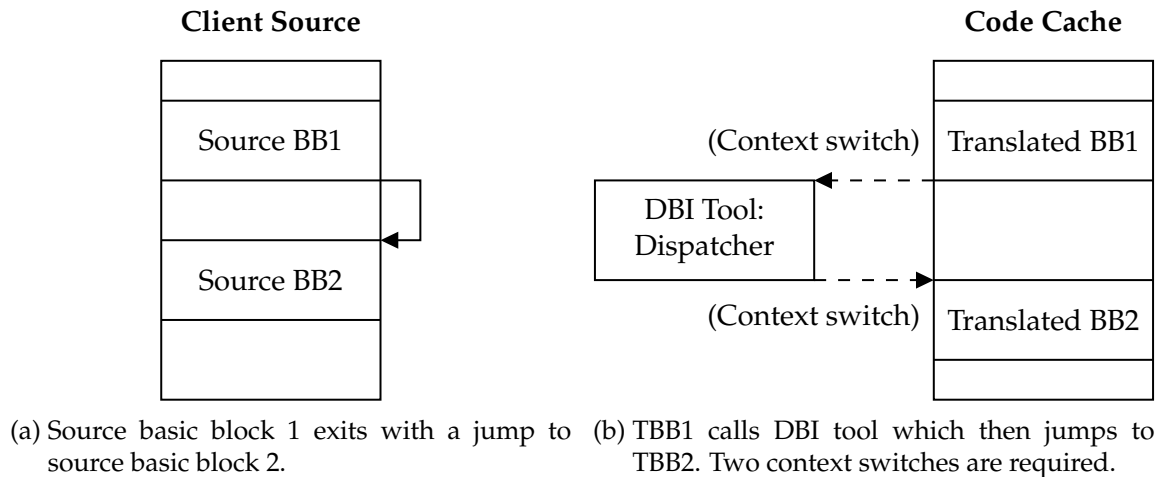 Client Source
Source BB1
Source BB2
(a) Source basic block 1 exits with a jump to
source basic block 2.
Code Cache
(Context switch)
Translated BB1
DBI Tool:
Dispatcher
(Context switch)
Translated BB2
(b) TBB1 calls DBI tool which then jumps to
TBB2. Two context switches are required.